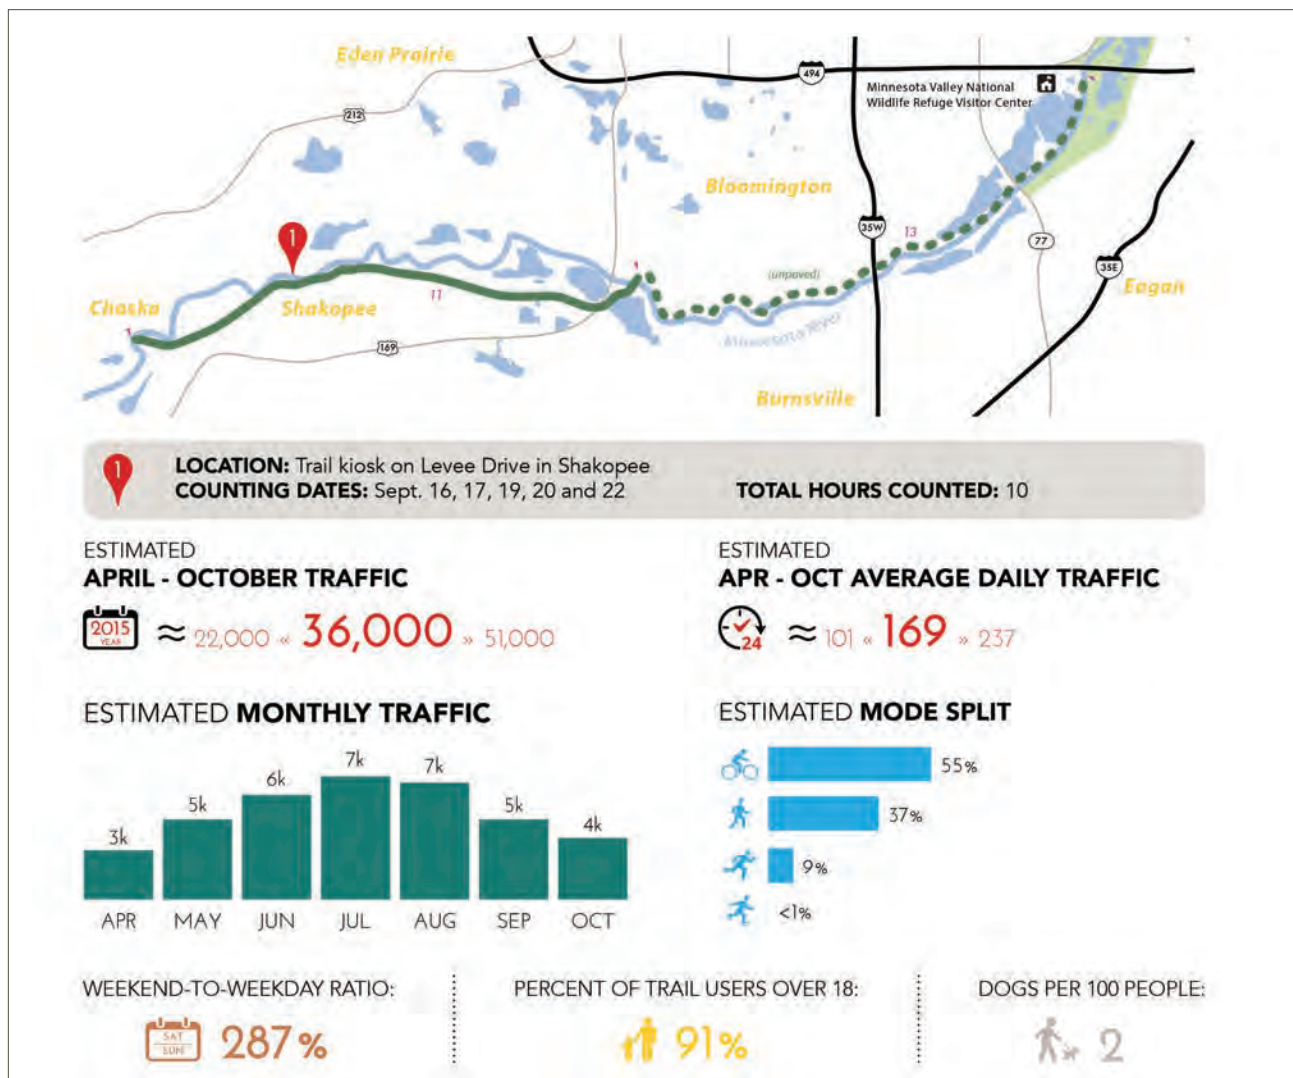 Eden Prairie
494
Minnesota Valley National
Wildlife Refuge Visitor Center
212
Bloomington
1
35W
13
77
(unpaved)
35E
Eagan
Chaska
Shakopee
11
Minnesota River
169
Burnsville
1
LOCATION: Trail kiosk on Levee Drive in Shakopee
COUNTING DATES: Sept. 16, 17, 19, 20 and 22
TOTAL HOURS COUNTED: 10
ESTIMATED
APRIL - OCTOBER TRAFFIC
2015
YEAR
≈ 22,000 « 36,000 » 51,000
ESTIMATED
APR - OCT AVERAGE DAILY TRAFFIC
24
≈ 101 « 169 » 237
ESTIMATED MONTHLY TRAFFIC
3k
5k
6k
7k
7k
5k
4k
APR MAY JUN JUL AUG SEP OCT
ESTIMATED MODE SPLIT
55%
37%
9%
<1%
WEEKEND-TO-WEEKDAY RATIO:
SAT
SUN
287%
PERCENT OF TRAIL USERS OVER 18:
91%
DOGS PER 100 PEOPLE:
2